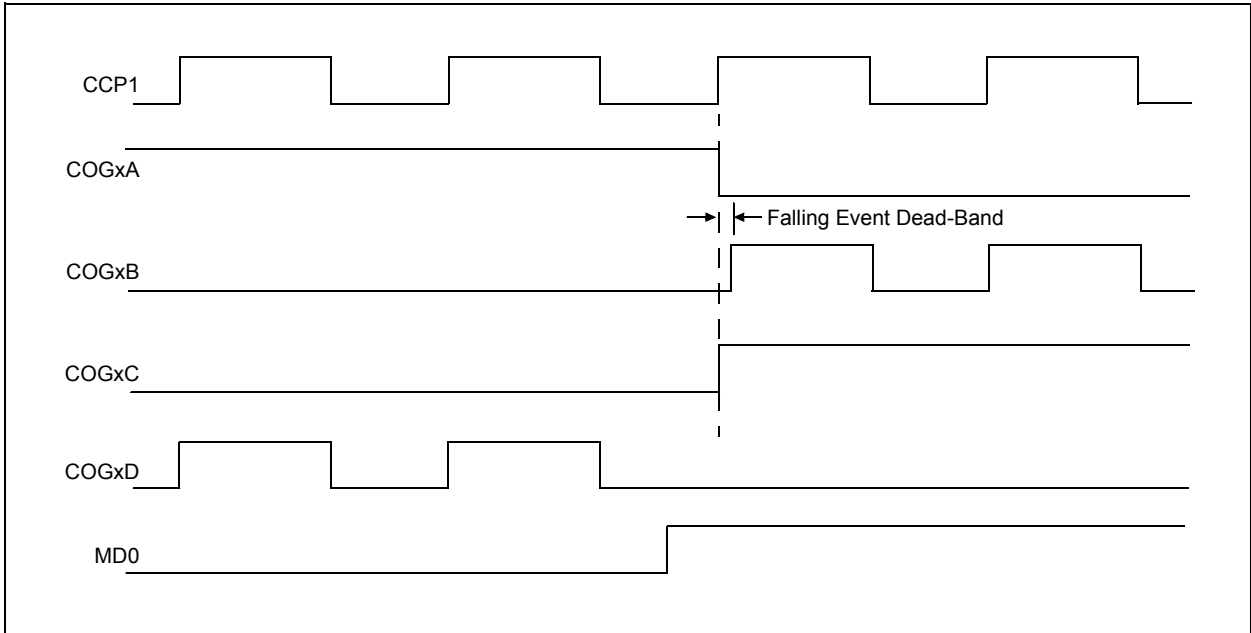 CCP1
COGxA
Falling Event Dead-Band
COGxB
COGxC
COGxD
MD0